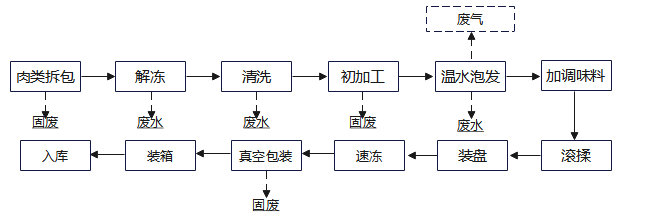 废气
肉类拆包
解冻
清洗
初加工
温水泡发
加调味料
固废
废水
废水
固废
废水
入库
装箱
真空包装
速冻
装盘
滚揉
固废